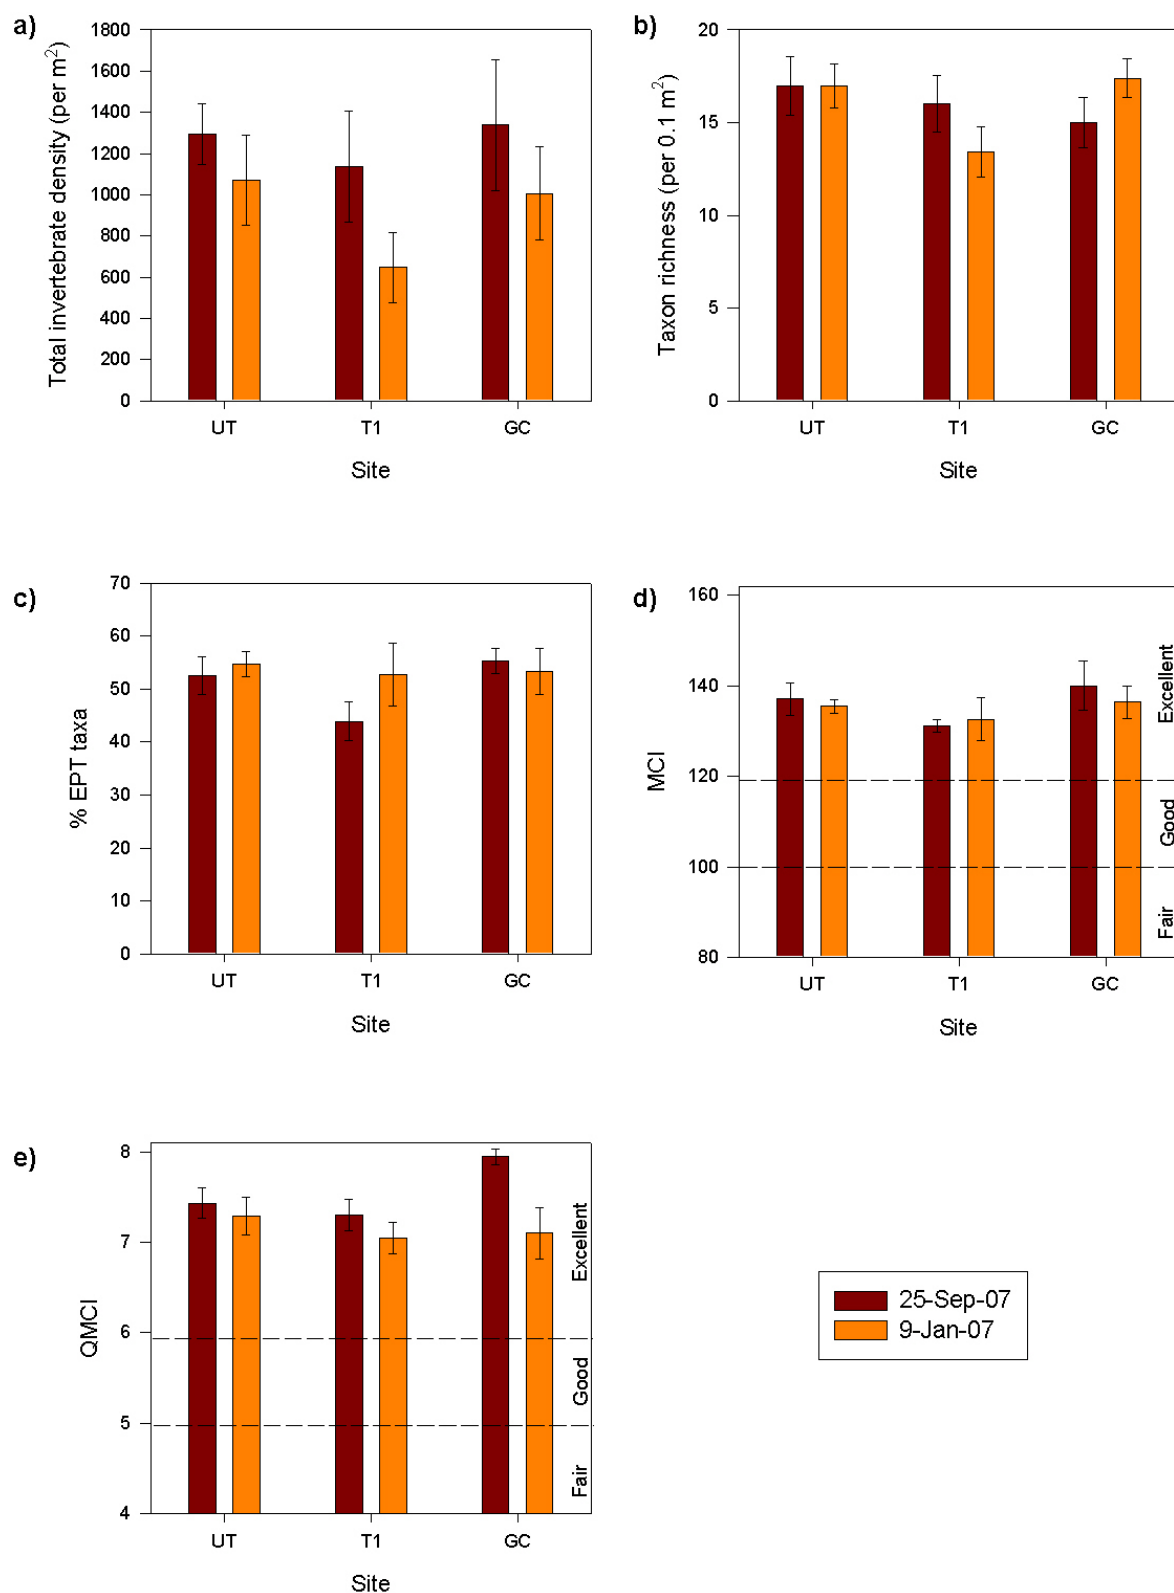 a)
Total invertebrate density (per m²)
1800
1600
1400
1200
1000
800
600
400
200
0
UT T1 GC
Site
b)
Taxon richness (per 0.1 m²)
20
15
10
5
0
UT T1 GC
Site
c)
% EPT taxa
70
60
50
40
30
20
10
0
UT T1 GC
Site
d)
MCI
160
140
120
100
80
Excellent
Good
Fair
UT T1 GC
Site
e)
QMCI
8
7
6
5
4
Excellent
Good
Fair
UT T1 GC
Site
25-Sep-07
9-Jan-07